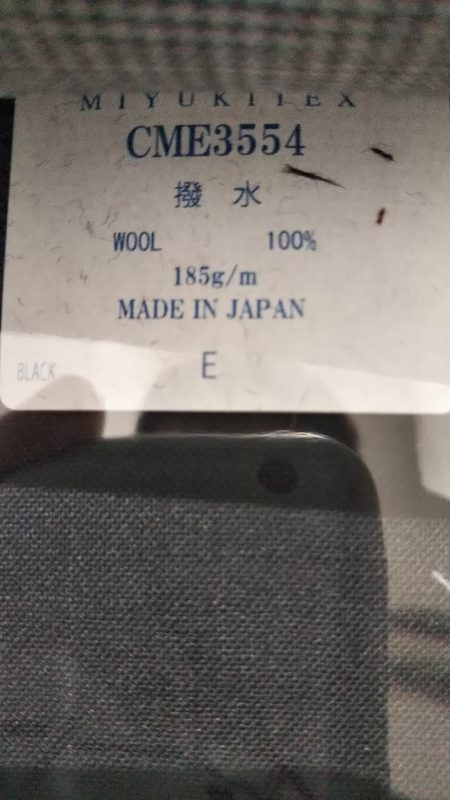 MIYUKITEX
CME3554
撥水
WOOL 100%
185g/m
MADE IN JAPAN
E
BLACK